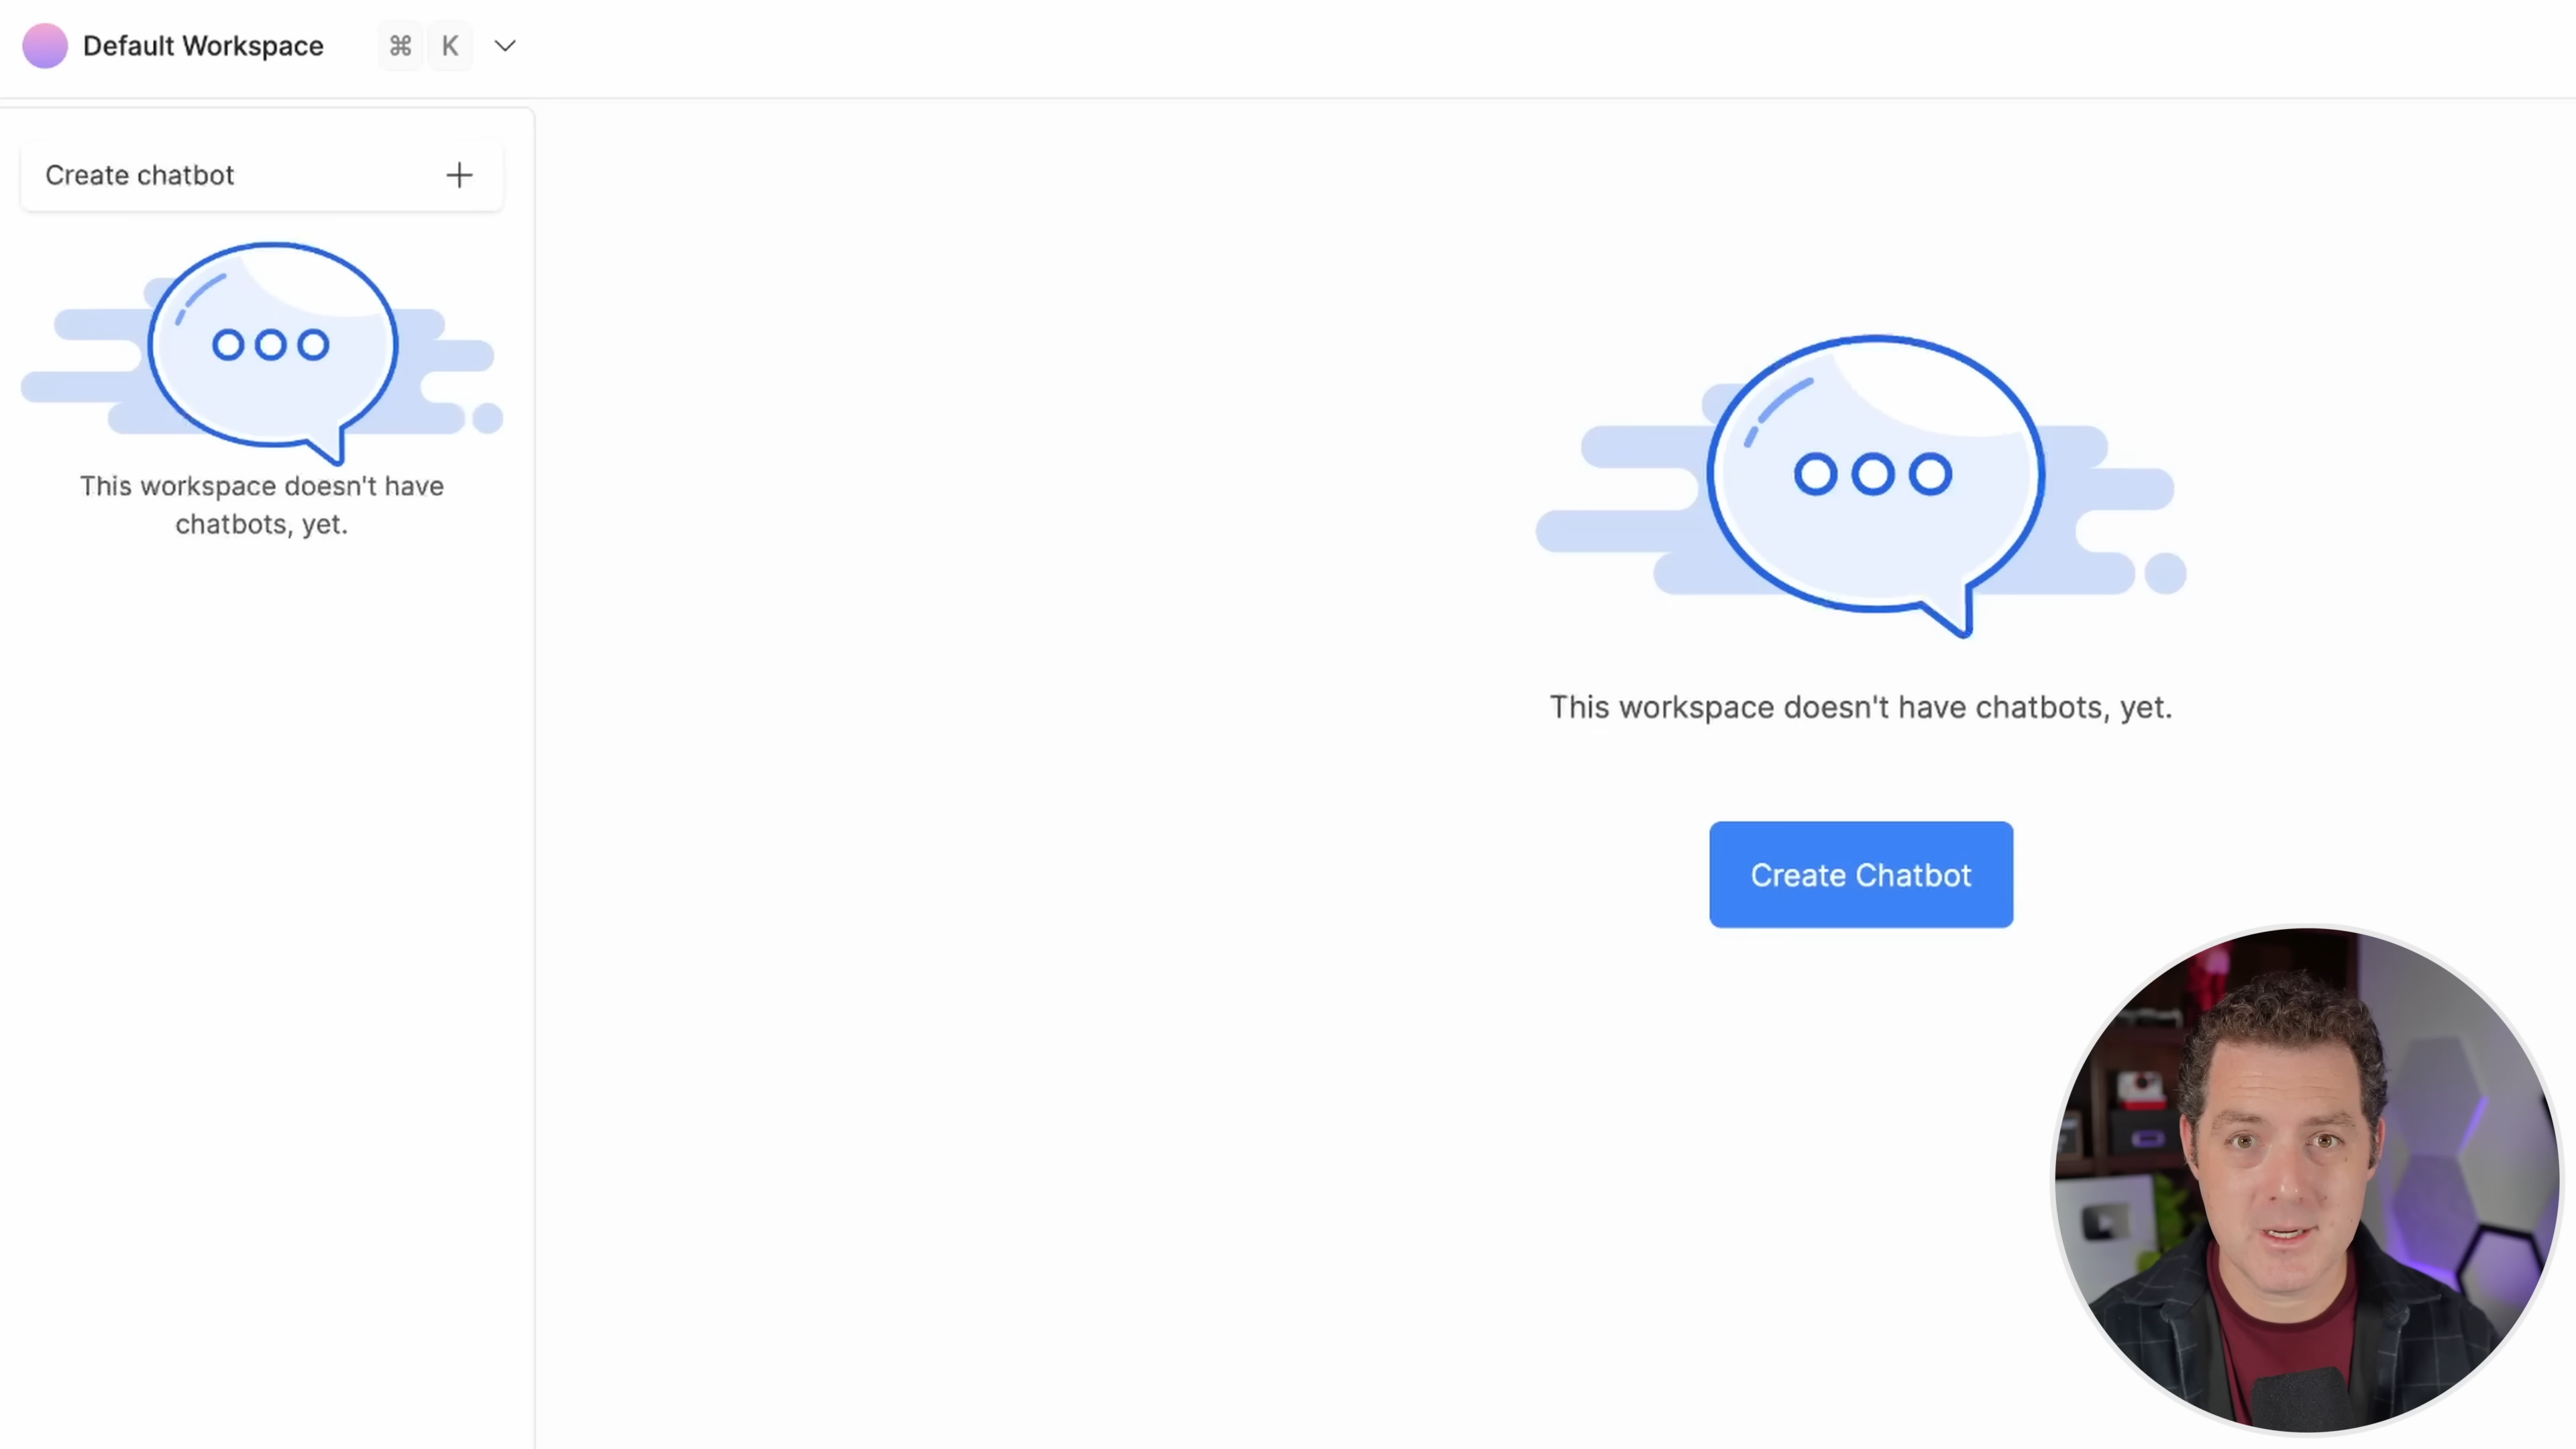 Default Workspace ⌘ K
Create chatbot
This workspace doesn't have
chatbots, yet.
This workspace doesn't have chatbots, yet.
Create Chatbot